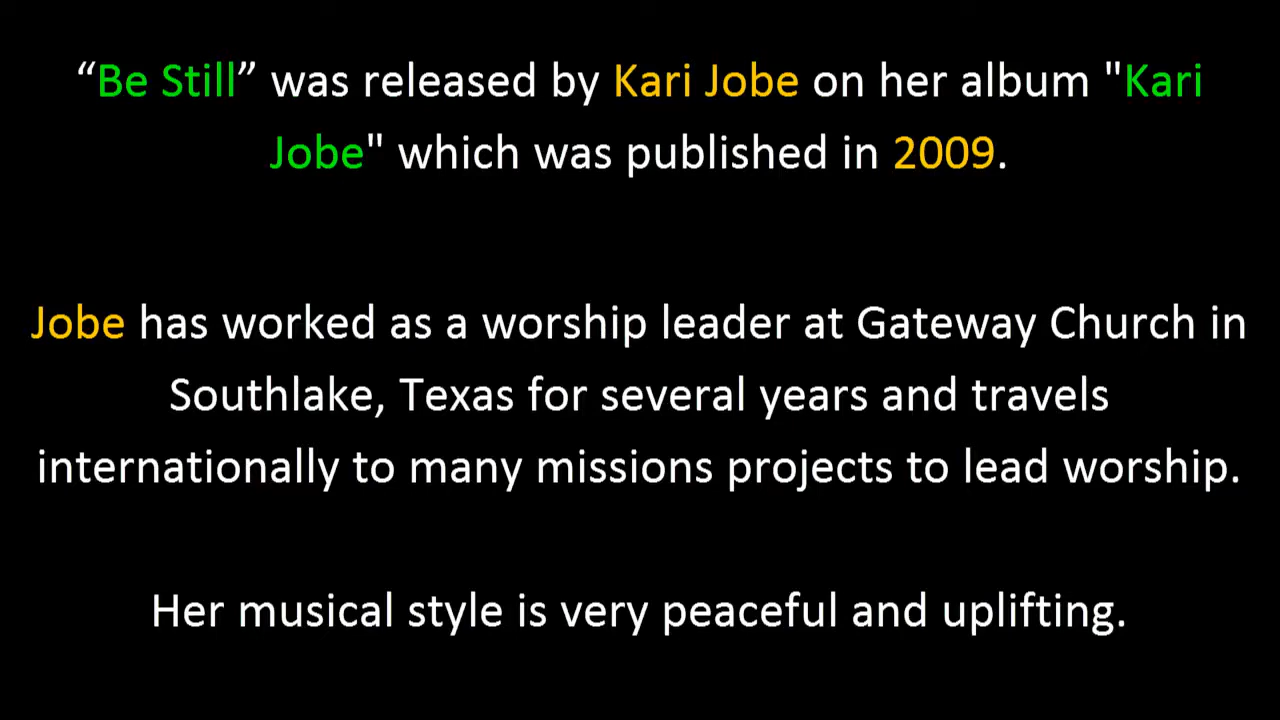 “Be Still” was released by Kari Jobe on her album "Kari
Jobe" which was published in 2009.
Jobe has worked as a worship leader at Gateway Church in
Southlake, Texas for several years and travels
internationally to many missions projects to lead worship.
Her musical style is very peaceful and uplifting.